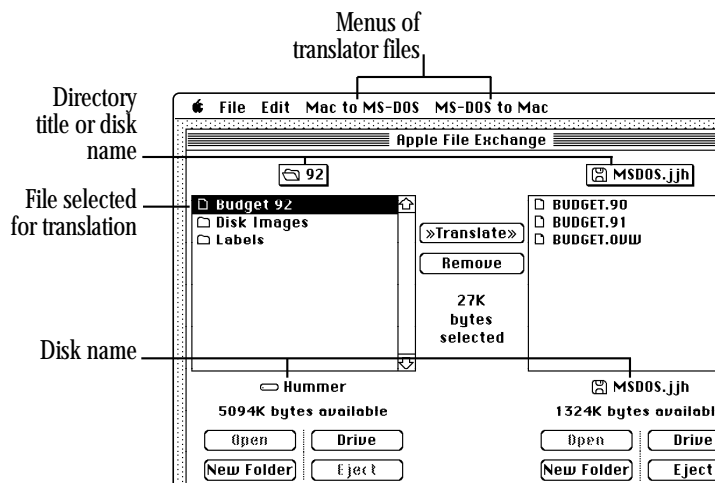 Menus of
translator files
Directory
title or disk
name
File Edit Mac to MS-DOS MS-DOS to Mac
Apple File Exchange
92
MSDOS.jjh
File selected
for translation
Budget 92
Disk Images
Labels
»Translate»
Remove
27K
bytes
selected
BUDGET.90
BUDGET.91
BUDGET.OVW
Disk name
Hummer
5094K bytes available
Open Drive
New Folder Eject
MSDOS.jjh
1324K bytes availabl
Open Drive
New Folder Eject